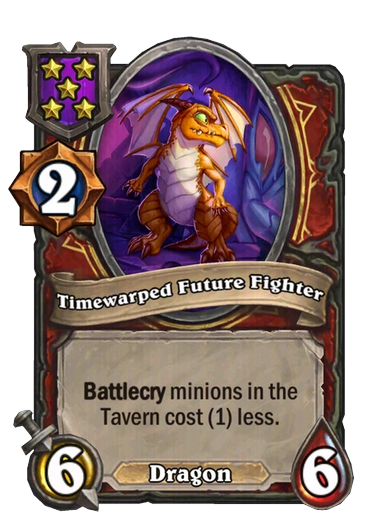 2
Timewarped Future Fighter
Battlecry minions in the
Tavern cost (1) less.
6
Dragon
6